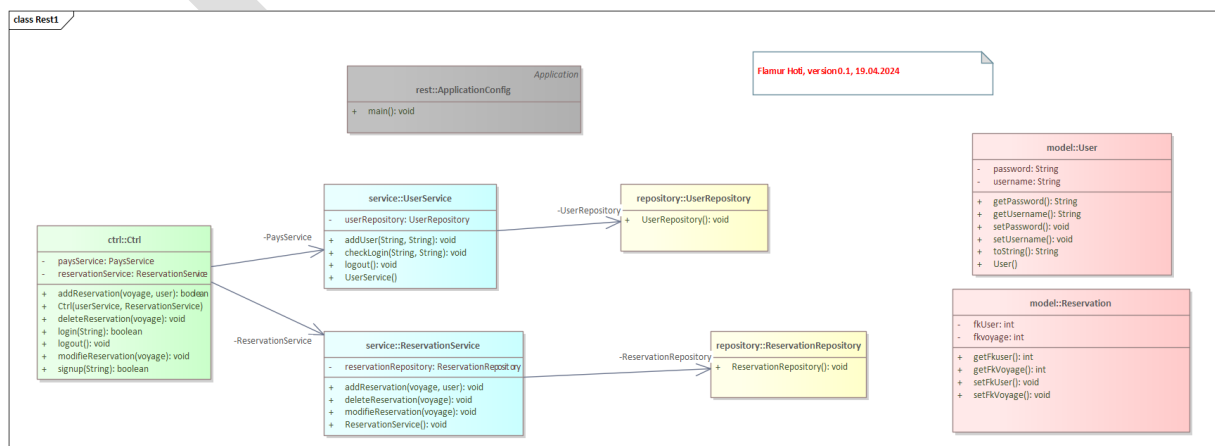 class Rest1
Application
rest::ApplicationConfig
+ main(): void
Flamur Hoti, version 0.1, 19.04.2024
model::User
- password: String
- username: String
+ getPassword(): String
+ getUsername(): String
+ setPassword(): void
+ setUsername(): void
+ toString(): String
+ User()
service::UserService
- userRepository: UserRepository
+ addUser(String, String): void
+ checkLogin(String, String): void
+ logout(): void
+ UserService()
-UserRepository
repository::UserRepository
+ UserRepository(): void
ctrl::Ctrl
- paysService: PaysService
- reservationService: ReservationService
+ addReservation(voyage, user): boolean
+ Ctrl(userService, ReservationService)
+ deleteReservation(voyage): void
+ login(String): boolean
+ logout(): void
+ modifieReservation(voyage): void
+ signup(String): boolean
-PaysService
-ReservationService
service::ReservationService
- reservationRepository: ReservationRepository
+ addReservation(voyage, user): void
+ deleteReservation(voyage): void
+ modifieReservation(voyage): void
+ ReservationService(): void
-ReservationRepository
repository::ReservationRepository
+ ReservationRepository(): void
model::Reservation
- fkUser: int
- fkvoyage: int
+ getFkuser(): int
+ getFkVoyage(): int
+ setFkUser(): void
+ setFkVoyage(): void